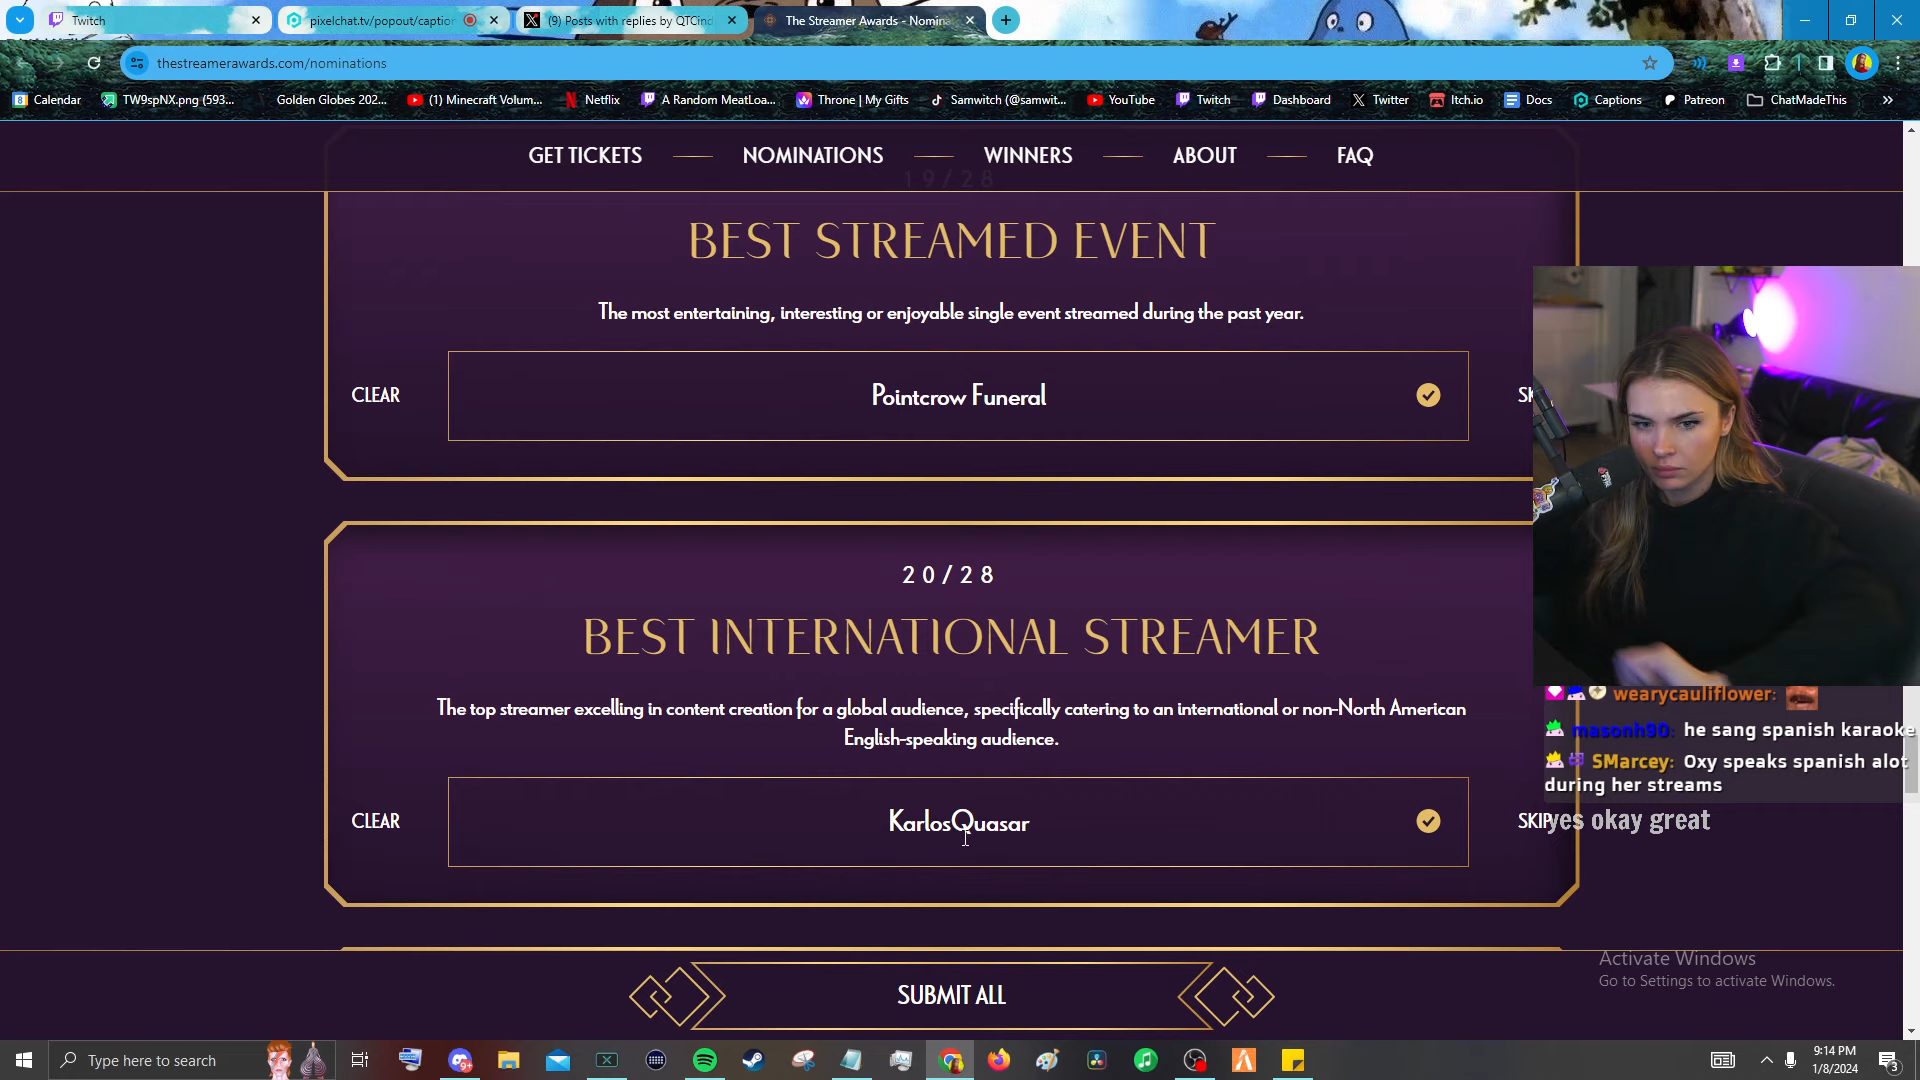 Twitch
pixelchat.tv/popout/caption
(9) Posts with replies by QTCind
The Streamer Awards - Nomin
thestreamerawards.com/nominations
Calendar
TW9spNX.png (593...
Golden Globes 202...
(1) Minecraft Volum...
Netflix
A Random MeatLoa...
Throne | My Gifts
Samwitch (@samwit...
YouTube
Twitch
Dashboard
Twitter
Itch.io
Docs
Captions
Patreon
ChatMadeThis
GET TICKETS
NOMINATIONS
WINNERS
ABOUT
FAQ
19/28
BEST STREAMED EVENT
The most entertaining, interesting or enjoyable single event streamed during the past year.
CLEAR
Pointcrow Funeral
20/28
BEST INTERNATIONAL STREAMER
The top streamer excelling in content creation for a global audience, specifically catering to an international or non-North American
English-speaking audience.
CLEAR
KarlosQuasar
SKIP
wearycauliflower:
masonh90: he sang spanish karaoke
SMarcey: Oxy speaks spanish alot
during her streams
yes okay great
SUBMIT ALL
Activate Windows
Go to Settings to activate Windows.
Type here to search
9:14 PM
1/8/2024